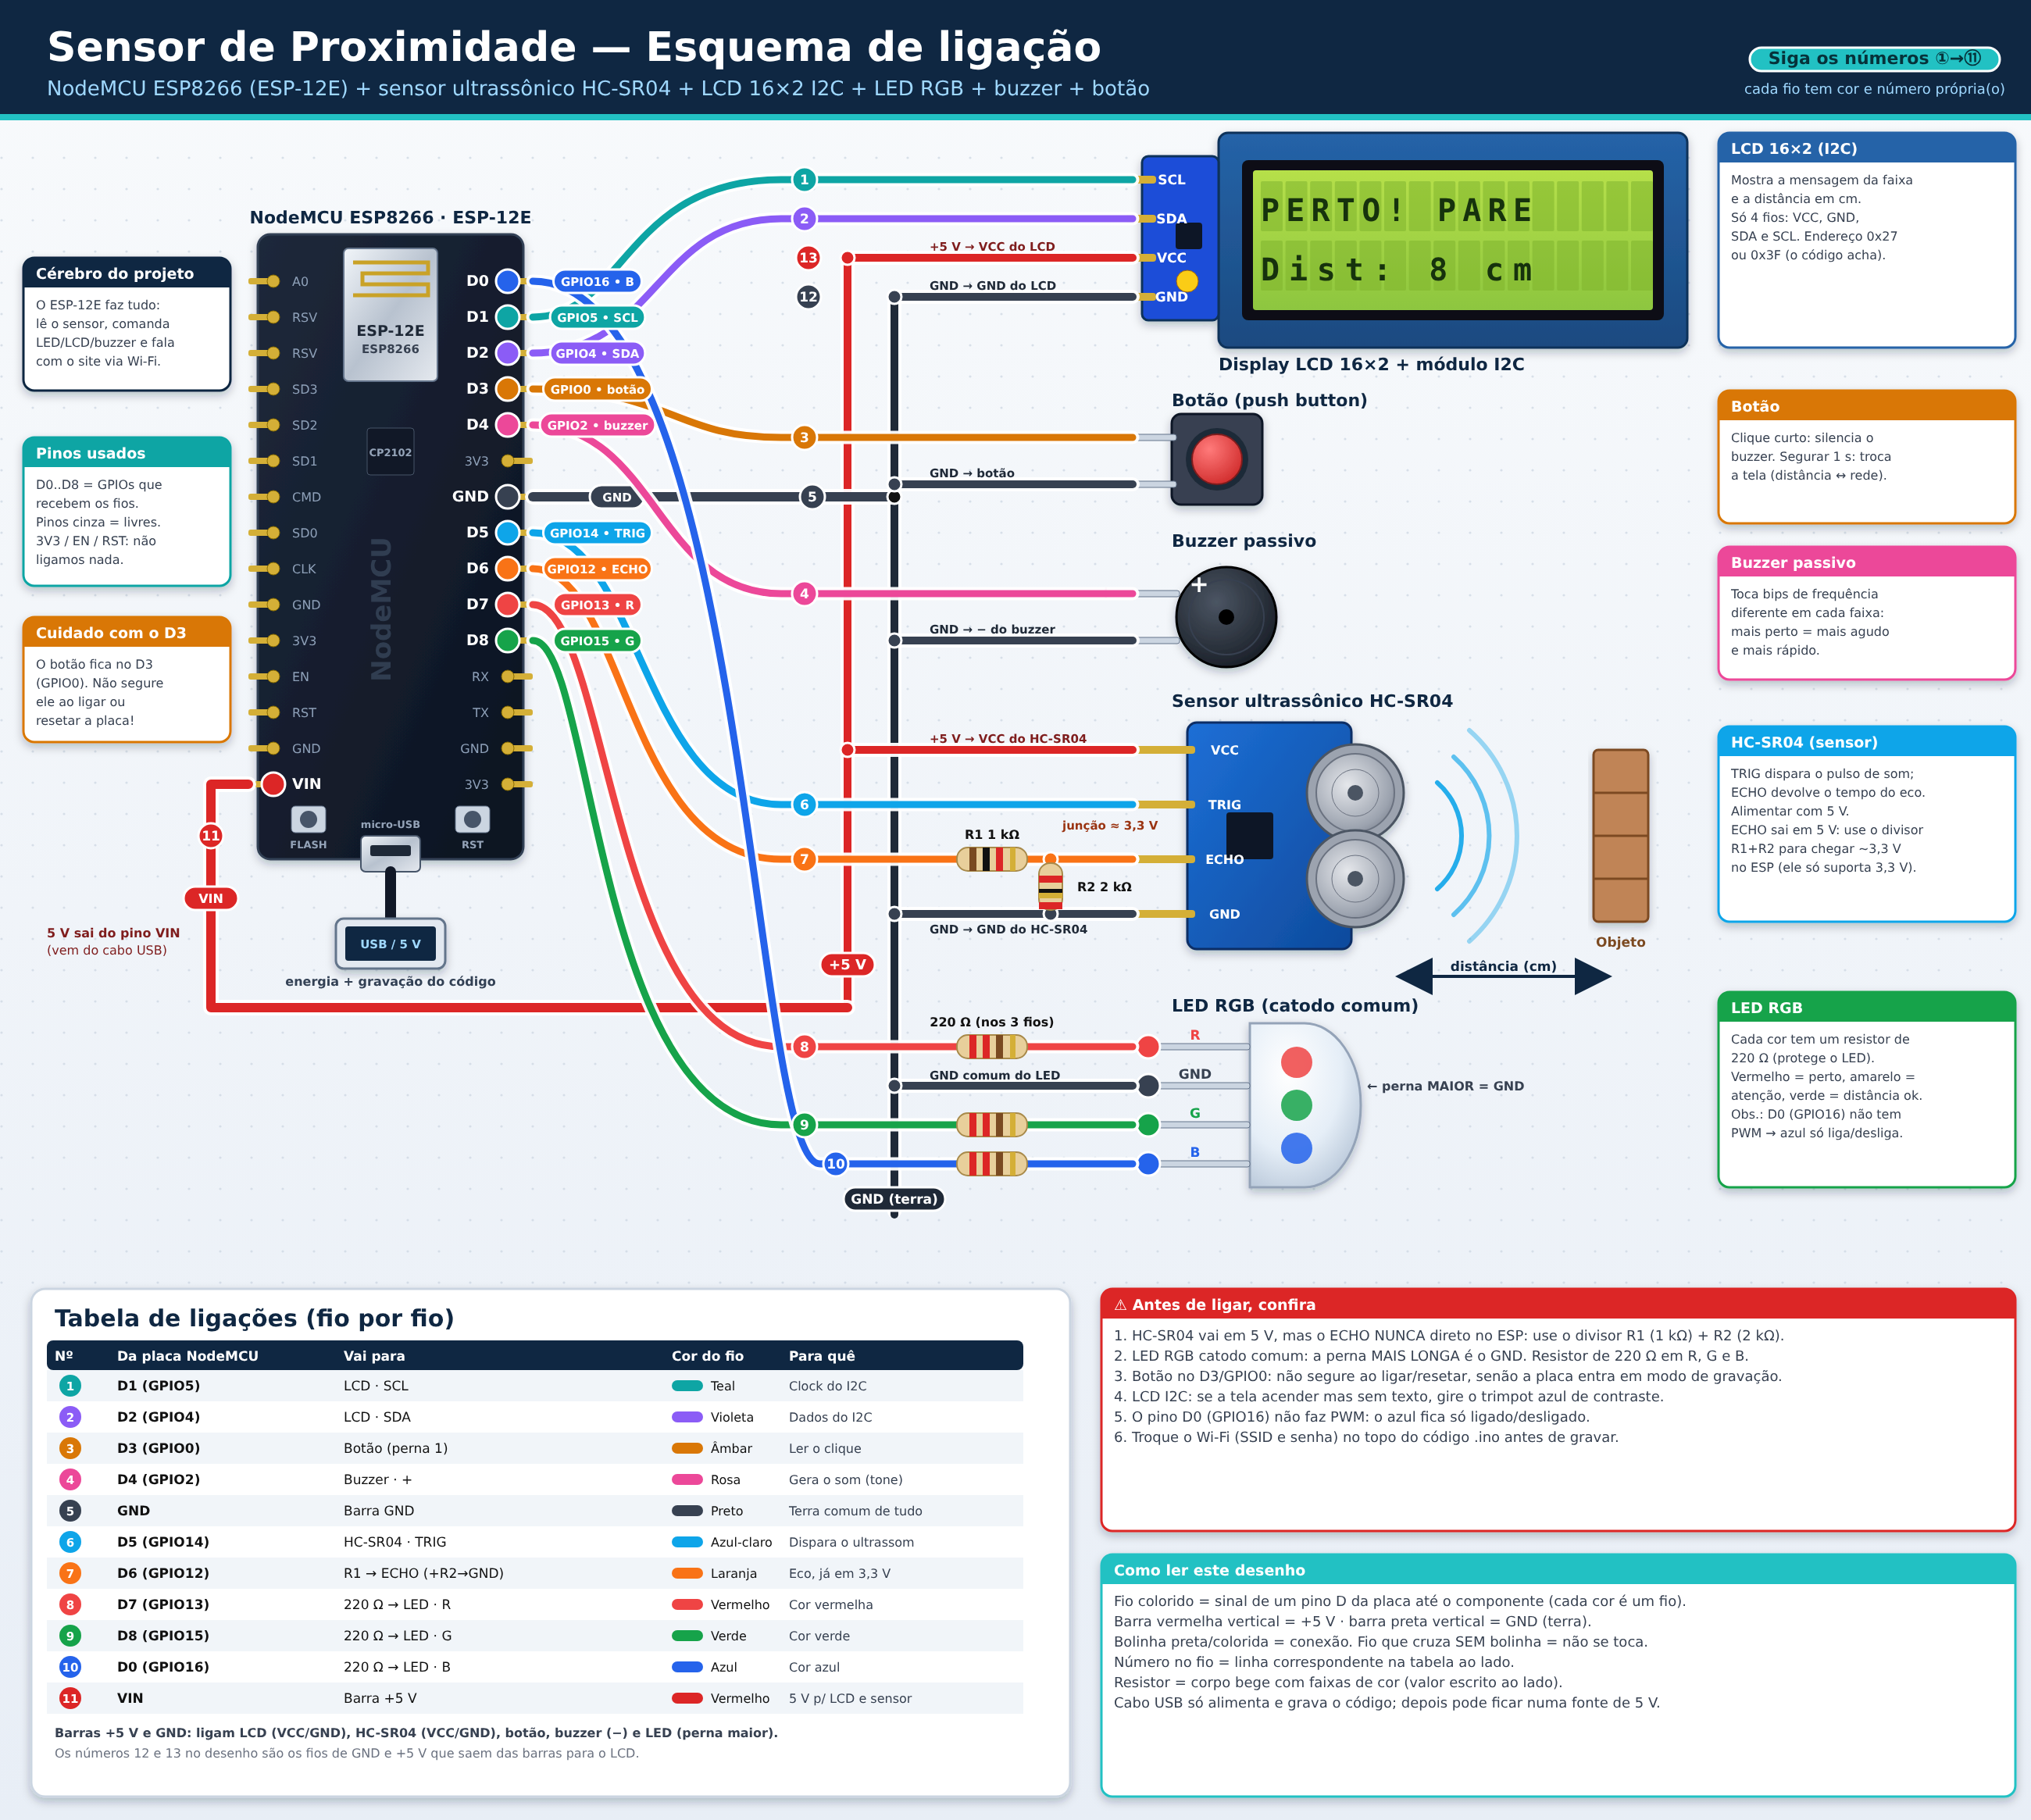 Sensor de Proximidade — Esquema de ligação
NodeMCU ESP8266 (ESP-12E) + sensor ultrassônico HC-SR04 + LCD 16×2 I2C + LED RGB + buzzer + botão
Siga os números ①→⑪
cada fio tem cor e número própria(o)
NodeMCU ESP8266 · ESP-12E
Cérebro do projeto
O ESP-12E faz tudo:
lê o sensor, comanda
LED/LCD/buzzer e fala
com o site via Wi-Fi.
Pinos usados
D0..D8 = GPIOs que
recebem os fios.
Pinos cinza = livres.
3V3 / EN / RST: não
ligamos nada.
Cuidado com o D3
O botão fica no D3
(GPIO0). Não segure
ele ao ligar ou
resetar a placa!
A0
RSV
RSV
SD3
SD2
SD1
CMD
SD0
CLK
GND
3V3
EN
RST
GND
VIN
ESP-12E
ESP8266
CP2102
NodeMCU
D0
D1
D2
D3
D4
3V3
GND
D5
D6
D7
D8
RX
TX
GND
3V3
FLASH
micro-USB
RST
GPIO16 • B
GPIO5 • SCL
GPIO4 • SDA
GPIO0 • botão
GPIO2 • buzzer
GND
GPIO14 • TRIG
GPIO12 • ECHO
GPIO13 • R
GPIO15 • G
11
VIN
5 V sai do pino VIN
(vem do cabo USB)
USB / 5 V
energia + gravação do código
1
2
13
12
3
5
4
6
7
8
9
10
+5 V
GND (terra)
+5 V → VCC do LCD
GND → GND do LCD
SCL
SDA
VCC
GND
PERTO! PARE
Dist: 8 cm
Display LCD 16×2 + módulo I2C
Botão (push button)
GND → botão
Buzzer passivo
+
GND → − do buzzer
Sensor ultrassônico HC-SR04
+5 V → VCC do HC-SR04
VCC
TRIG
junção ≈ 3,3 V
R1 1 kΩ
ECHO
R2 2 kΩ
GND
GND → GND do HC-SR04
Objeto
distância (cm)
LED RGB (catodo comum)
220 Ω (nos 3 fios)
R
GND comum do LED
GND
← perna MAIOR = GND
G
B
LCD 16×2 (I2C)
Mostra a mensagem da faixa
e a distância em cm.
Só 4 fios: VCC, GND,
SDA e SCL. Endereço 0x27
ou 0x3F (o código acha).
Botão
Clique curto: silencia o
buzzer. Segurar 1 s: troca
a tela (distância ↔ rede).
Buzzer passivo
Toca bips de frequência
diferente em cada faixa:
mais perto = mais agudo
e mais rápido.
HC-SR04 (sensor)
TRIG dispara o pulso de som;
ECHO devolve o tempo do eco.
Alimentar com 5 V.
ECHO sai em 5 V: use o divisor
R1+R2 para chegar ~3,3 V
no ESP (ele só suporta 3,3 V).
LED RGB
Cada cor tem um resistor de
220 Ω (protege o LED).
Vermelho = perto, amarelo =
atenção, verde = distância ok.
Obs.: D0 (GPIO16) não tem
PWM → azul só liga/desliga.
Tabela de ligações (fio por fio)
Nº Da placa NodeMCU Vai para Cor do fio Para quê
1 D1 (GPIO5) LCD · SCL Teal Clock do I2C
2 D2 (GPIO4) LCD · SDA Violeta Dados do I2C
3 D3 (GPIO0) Botão (perna 1) Âmbar Ler o clique
4 D4 (GPIO2) Buzzer · + Rosa Gera o som (tone)
5 GND Barra GND Preto Terra comum de tudo
6 D5 (GPIO14) HC-SR04 · TRIG Azul-claro Dispara o ultrassom
7 D6 (GPIO12) R1 → ECHO (+R2→GND) Laranja Eco, já em 3,3 V
8 D7 (GPIO13) 220 Ω → LED · R Vermelho Cor vermelha
9 D8 (GPIO15) 220 Ω → LED · G Verde Cor verde
10 D0 (GPIO16) 220 Ω → LED · B Azul Cor azul
11 VIN Barra +5 V Vermelho 5 V p/ LCD e sensor
Barras +5 V e GND: ligam LCD (VCC/GND), HC-SR04 (VCC/GND), botão, buzzer (−) e LED (perna maior).
Os números 12 e 13 no desenho são os fios de GND e +5 V que saem das barras para o LCD.
⚠ Antes de ligar, confira
1. HC-SR04 vai em 5 V, mas o ECHO NUNCA direto no ESP: use o divisor R1 (1 kΩ) + R2 (2 kΩ).
2. LED RGB catodo comum: a perna MAIS LONGA é o GND. Resistor de 220 Ω em R, G e B.
3. Botão no D3/GPIO0: não segure ao ligar/resetar, senão a placa entra em modo de gravação.
4. LCD I2C: se a tela acender mas sem texto, gire o trimpot azul de contraste.
5. O pino D0 (GPIO16) não faz PWM: o azul fica só ligado/desligado.
6. Troque o Wi-Fi (SSID e senha) no topo do código .ino antes de gravar.
Como ler este desenho
Fio colorido = sinal de um pino D da placa até o componente (cada cor é um fio).
Barra vermelha vertical = +5 V · barra preta vertical = GND (terra).
Bolinha preta/colorida = conexão. Fio que cruza SEM bolinha = não se toca.
Número no fio = linha correspondente na tabela ao lado.
Resistor = corpo bege com faixas de cor (valor escrito ao lado).
Cabo USB só alimenta e grava o código; depois pode ficar numa fonte de 5 V.